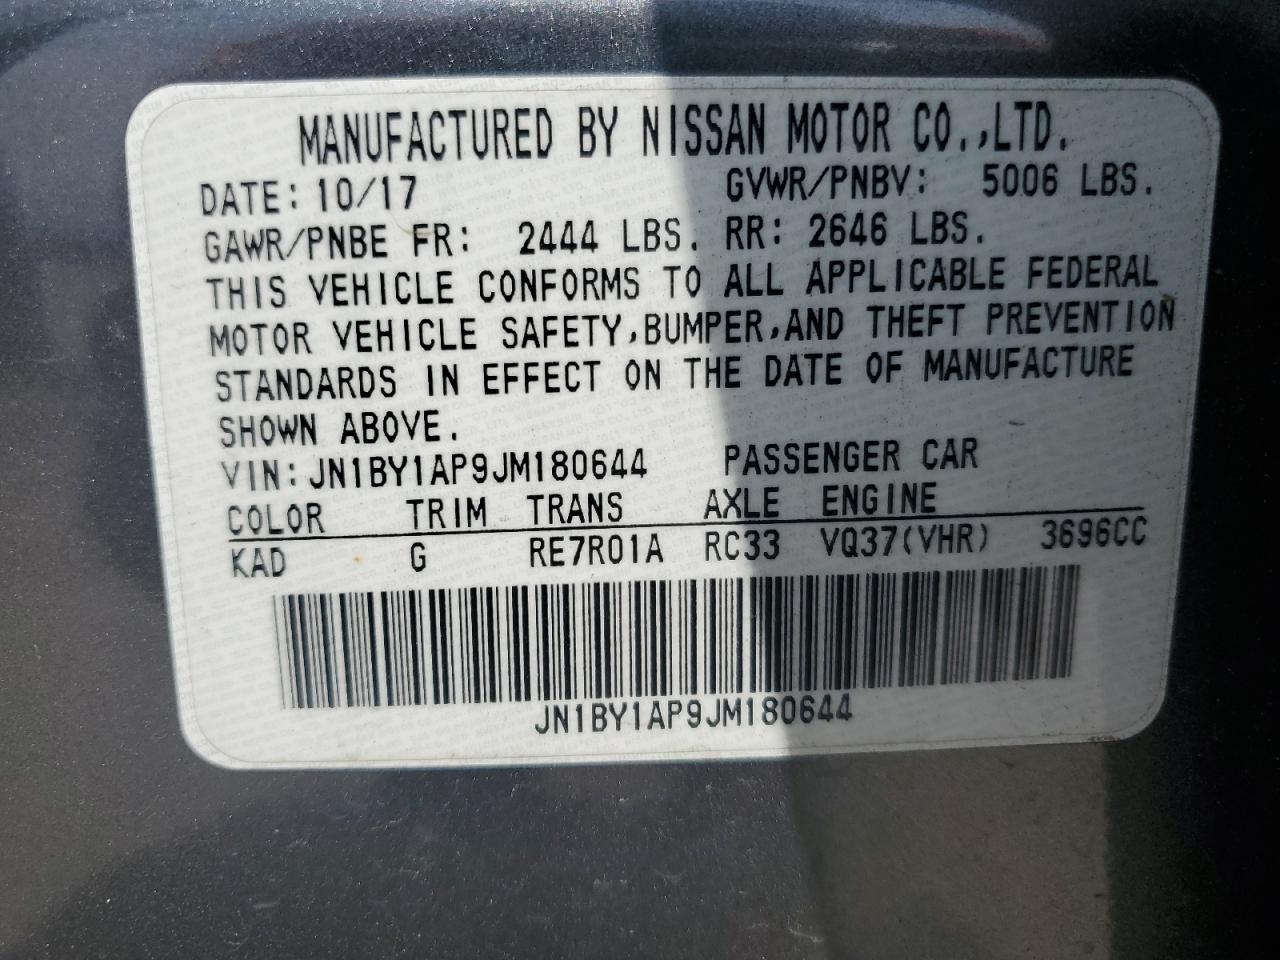 MANUFACTURED BY NISSAN MOTOR CO.,LTD.
DATE: 10/17 GVWR/PNBV: 5006 LBS.
GAWR/PNBE FR: 2444 LBS. RR: 2646 LBS.
THIS VEHICLE CONFORMS TO ALL APPLICABLE FEDERAL
MOTOR VEHICLE SAFETY,BUMPER,AND THEFT PREVENTION
STANDARDS IN EFFECT ON THE DATE OF MANUFACTURE
SHOWN ABOVE.
VIN: JN1BY1AP9JM180644 PASSENGER CAR
COLOR TRIM TRANS AXLE ENGINE
KAD G RE7R01A RC33 VQ37(VHR) 3696CC
JN1BY1AP9JM180644